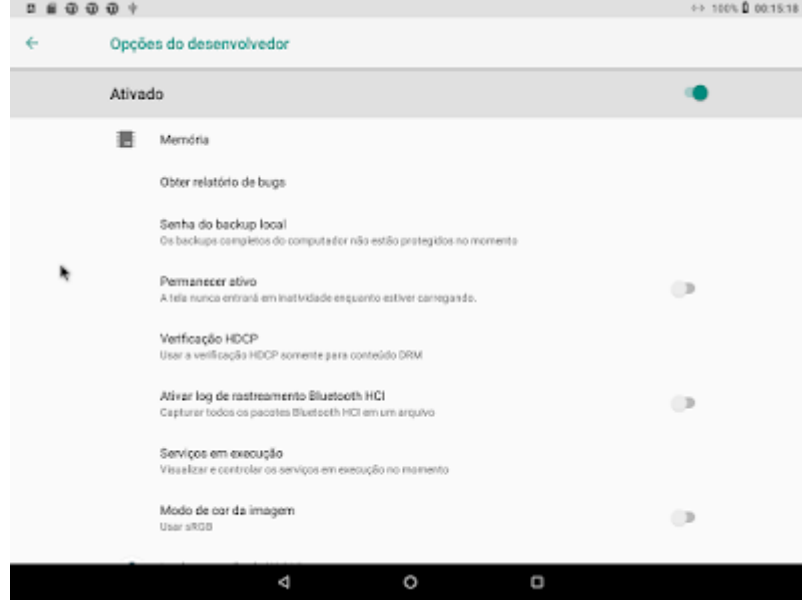 100% 00:15:18
Opções do desenvolvedor
Ativado
Memória
Obter relatório de bugs
Senha do backup local
Os backups completos do computador não estão protegidos no momento
Permanecer ativo
A tela nunca entrará em inatividade enquanto estiver carregando.
Verificação HDCP
Usar a verificação HDCP somente para conteúdo DRM
Ativar log de rastreamento Bluetooth HCI
Capturar todos os pacotes Bluetooth HCI em um arquivo
Serviços em execução
Visualizar e controlar os serviços em execução no momento
Modo de cor da imagem
Usar sRGB